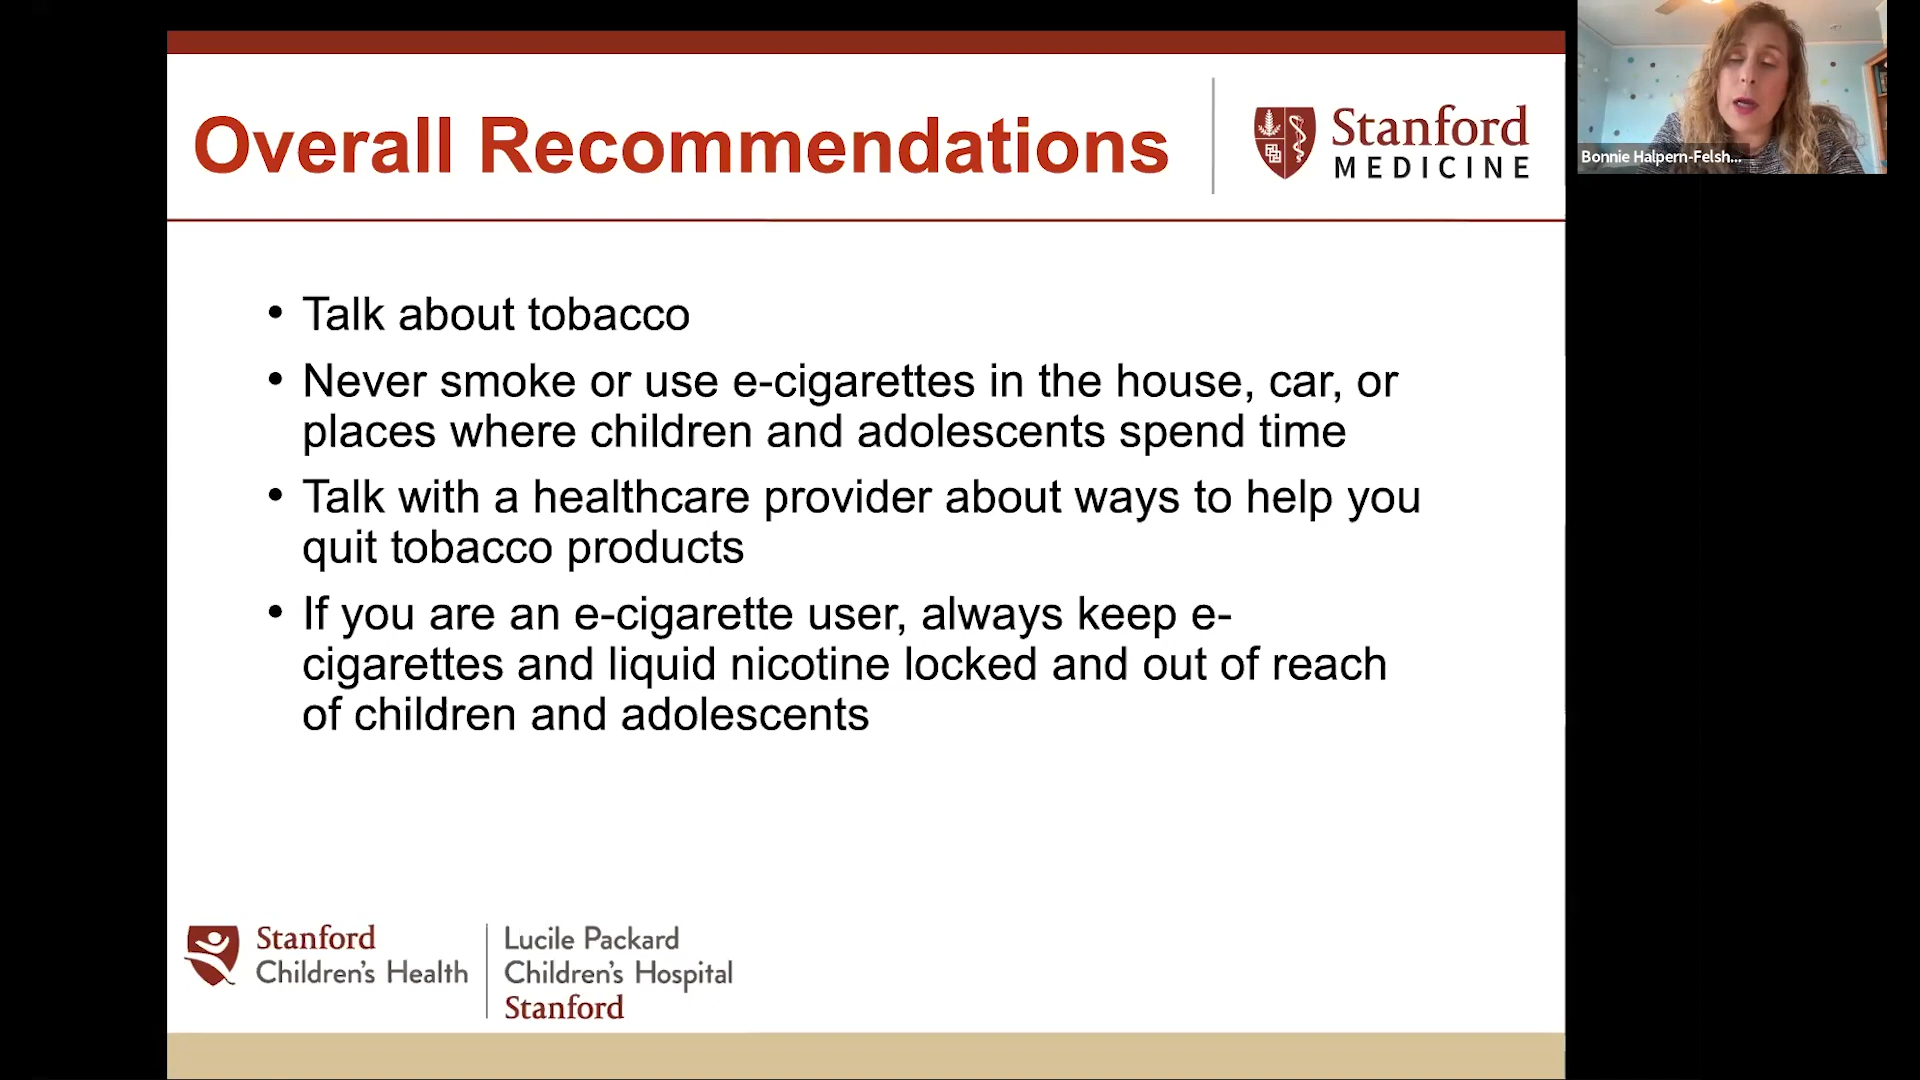 Overall Recommendations
Stanford
MEDICINE
Bonnie Halpern-Felsh...
• Talk about tobacco
• Never smoke or use e-cigarettes in the house, car, or
places where children and adolescents spend time
• Talk with a healthcare provider about ways to help you
quit tobacco products
• If you are an e-cigarette user, always keep e-
cigarettes and liquid nicotine locked and out of reach
of children and adolescents
Stanford
Children's Health
Lucile Packard
Children's Hospital
Stanford